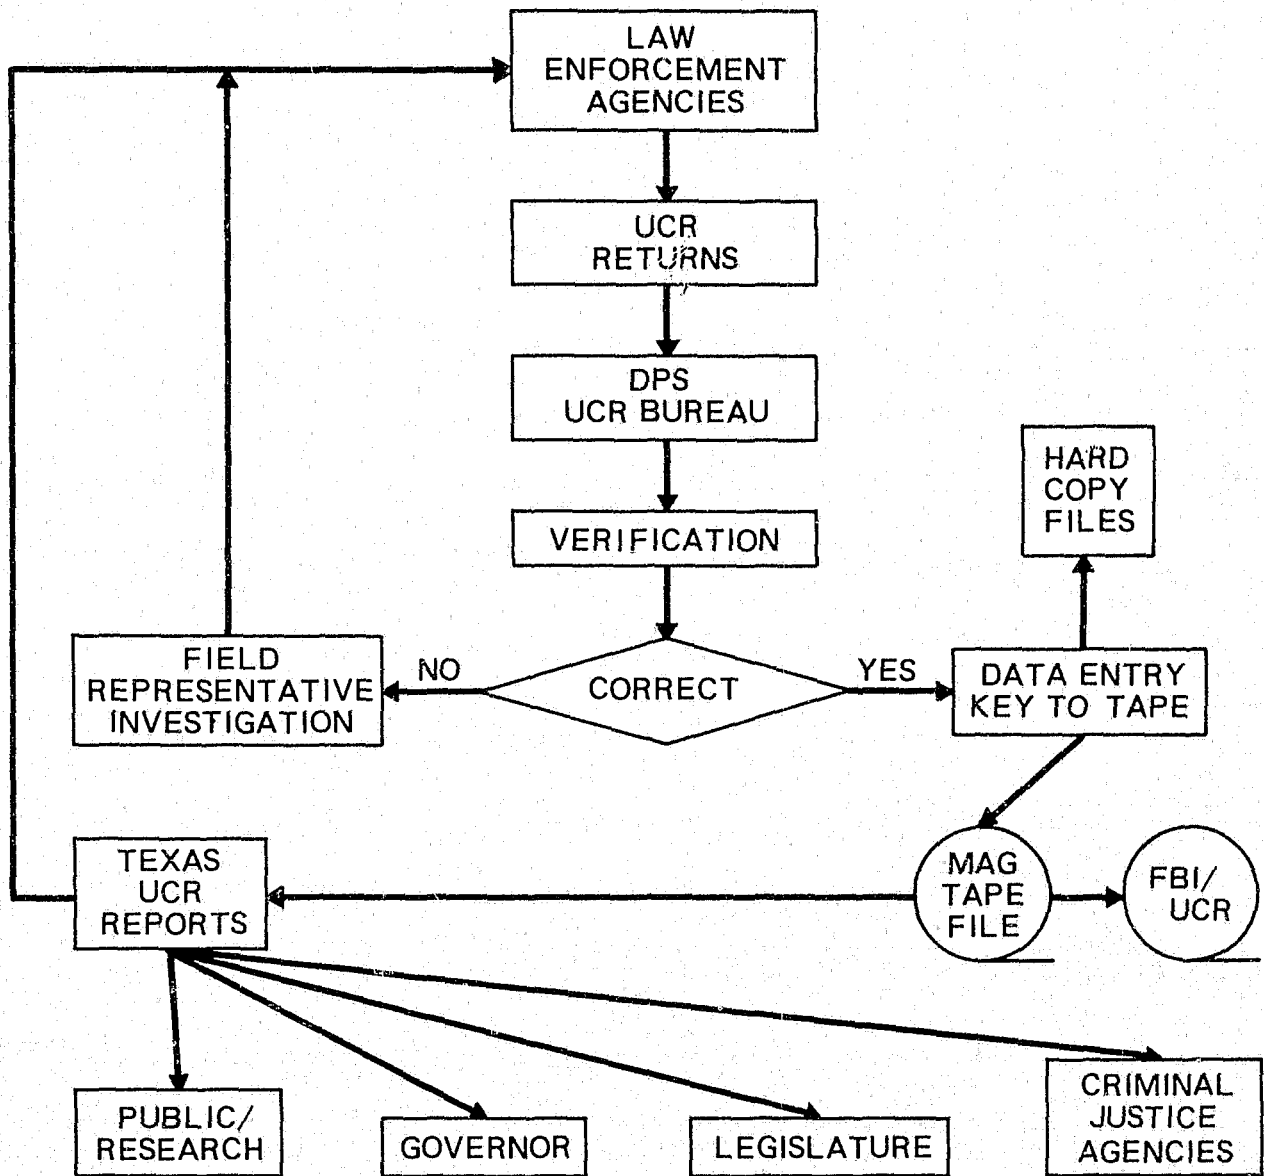 LAW
ENFORCEMENT
AGENCIES
UCR
RETURNS
DPS
UCR BUREAU
HARD
COPY
FILES
VERIFICATION
FIELD
REPRESENTATIVE
INVESTIGATION
NO
CORRECT
YES
DATA ENTRY
KEY TO TAPE
TEXAS
UCR
REPORTS
MAG
TAPE
FILE
FBI/
UCR
PUBLIC/
RESEARCH
GOVERNOR
LEGISLATURE
CRIMINAL
JUSTICE
AGENCIES